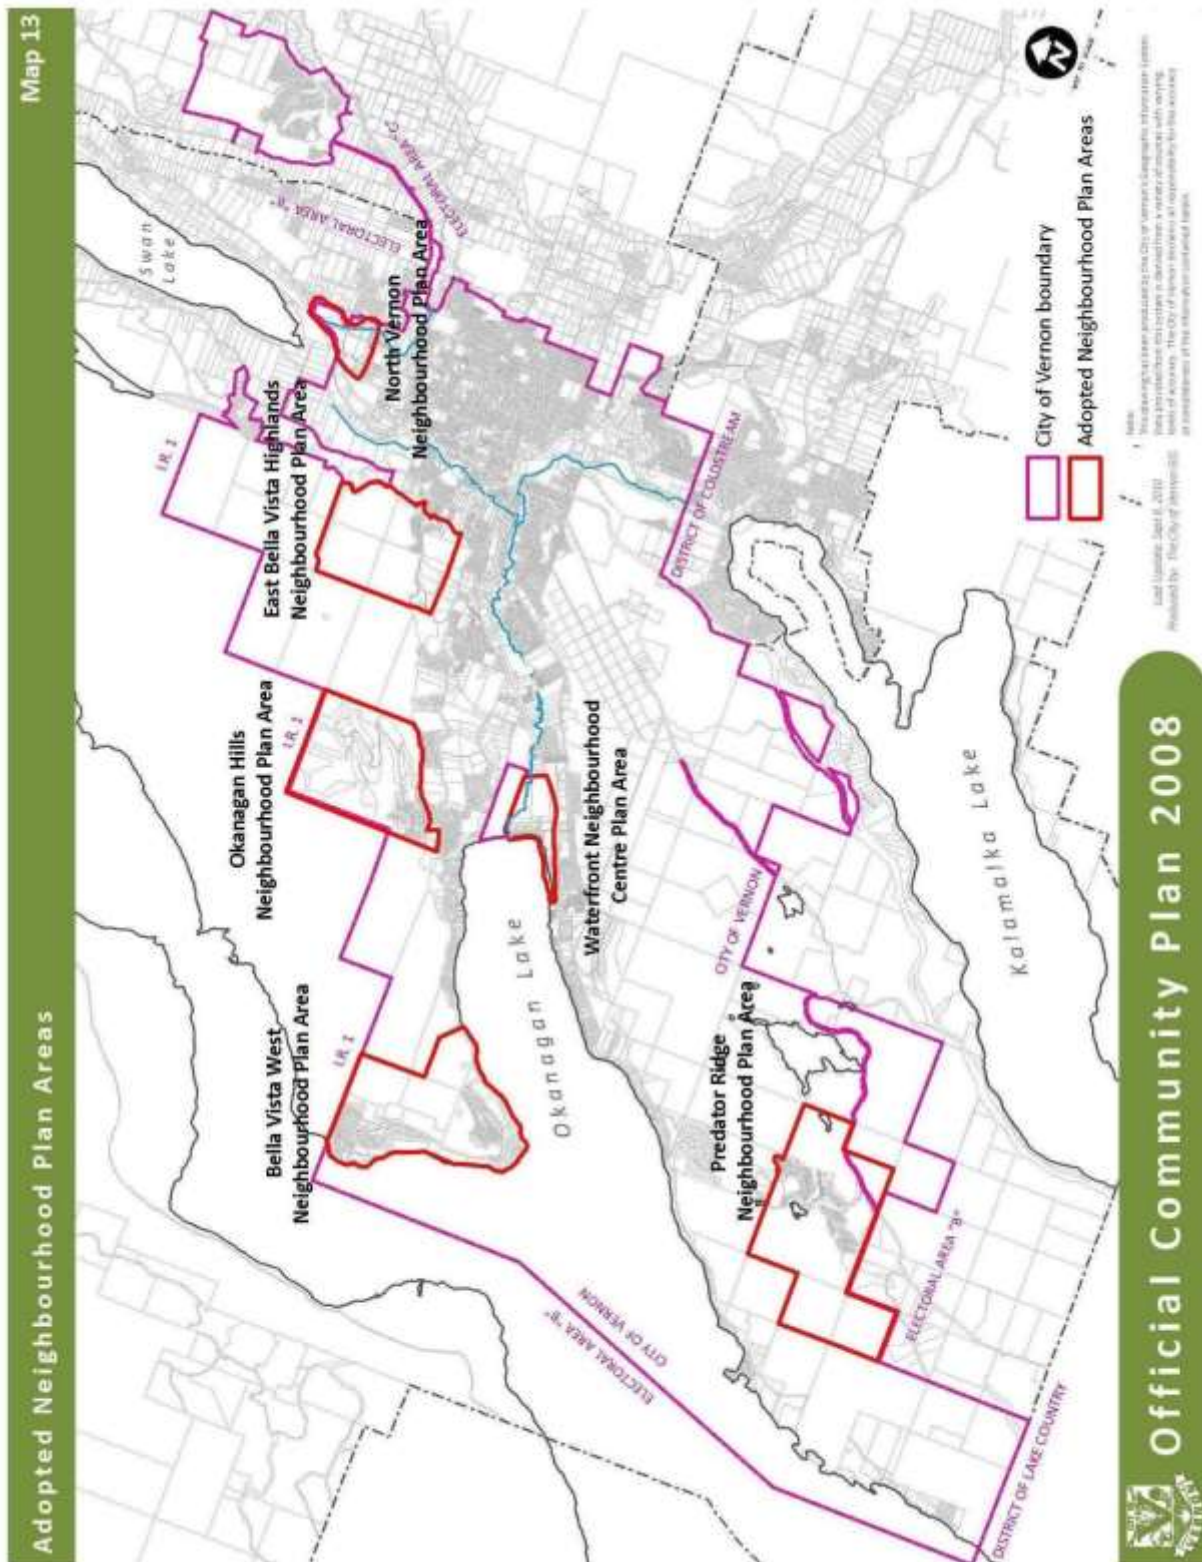 Adopted Neighbourhood Plan Areas
Map 13
Swan
Lake
ELECTORAL AREA "B"
ELECTORAL AREA "C"
North Vernon
Neighbourhood Plan Area
I.R. 1
East Bella Vista Highlands
Neighbourhood Plan Area
I.R. 1
Okanagan Hills
Neighbourhood Plan Area
I.R. 1
Bella Vista West
Neighbourhood Plan Area
Okanagan Lake
Waterfront Neighbourhood
Centre Plan Area
DISTRICT OF COLDSTREAM
CITY OF VERNON
Predator Ridge
Neighbourhood Plan Area
Kalamalka Lake
ELECTORAL AREA "B"
CITY OF VERNON
ELECTORAL AREA "B"
DISTRICT OF LAKE COUNTRY
N
City of Vernon boundary
Adopted Neighbourhood Plan Areas
Note:
Official Community Plan 2008